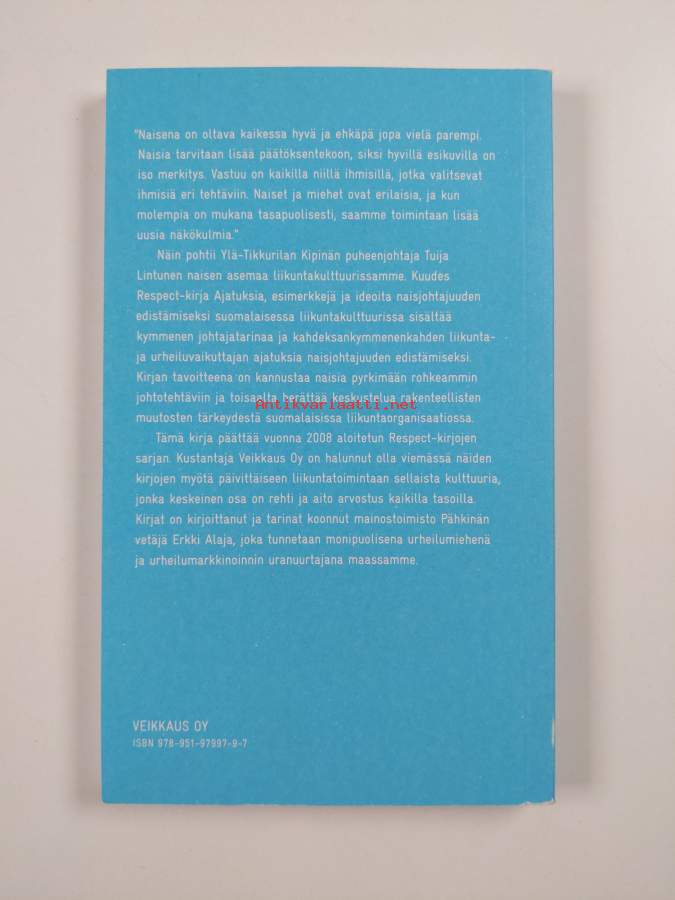 "Naisena on oltava kaikessa hyvä ja ehkäpä jopa vielä parempi.
Naisia tarvitaan lisää päätöksentekoon, siksi hyvillä esikuvilla on
iso merkitys. Vastuu on kaikilla niillä ihmisillä, jotka valitsevat
ihmisiä eri tehtäviin. Naiset ja miehet ovat erilaisia, ja kun
molempia on mukana tasapuolisesti, saamme toimintaan lisää
uusia näkökulmia."
Näin pohtii Ylä-Tikkurilan Kipinän puheenjohtaja Tuija
Lintunen naisen asemaa liikuntakulttuurissamme. Kuudes
Respect-kirja Ajatuksia, esimerkkejä ja ideoita naisjohtajuuden
edistämiseksi suomalaisessa liikuntakulttuurissa sisältää
kymmenen johtajatarinaa ja kahdeksankymmenenkahden liikunta-
ja urheiluvaikuttajan ajatuksia naisjohtajuuden edistämiseksi.
Kirjan tavoitteena on kannustaa naisia pyrkimään rohkeammin
johtotehtäviin ja toisaalta herättää keskustelua rakenteellisten
Antikvariaatti.net
muutosten tärkeydestä suomalaisissa liikuntaorganisaatiossa.
Tämä kirja päättää vuonna 2008 aloitetun Respect-kirjojen
sarjan. Kustantaja Veikkaus Oy on halunnut olla viemässä näiden
kirjojen myötä päivittäiseen liikuntatoimintaan sellaista kulttuuria,
jonka keskeinen osa on rehti ja aito arvostus kaikilla tasoilla.
Kirjat on kirjoittanut ja tarinat koonnut mainostoimisto Pähkinän
vetäjä Erkki Alaja, joka tunnetaan monipuolisena urheilumiehenä
ja urheilumarkkinoinnin uranuurtajana maassamme.
VEIKKAUS OY
ISBN 978-951-97997-9-7